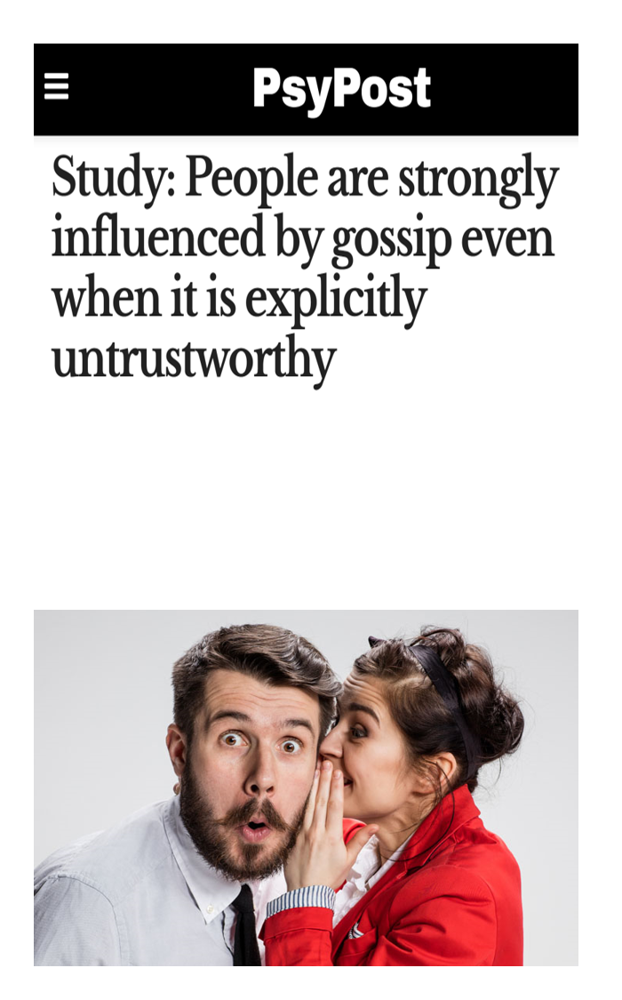 PsyPost
Study: People are strongly
influenced by gossip even
when it is explicitly
untrustworthy